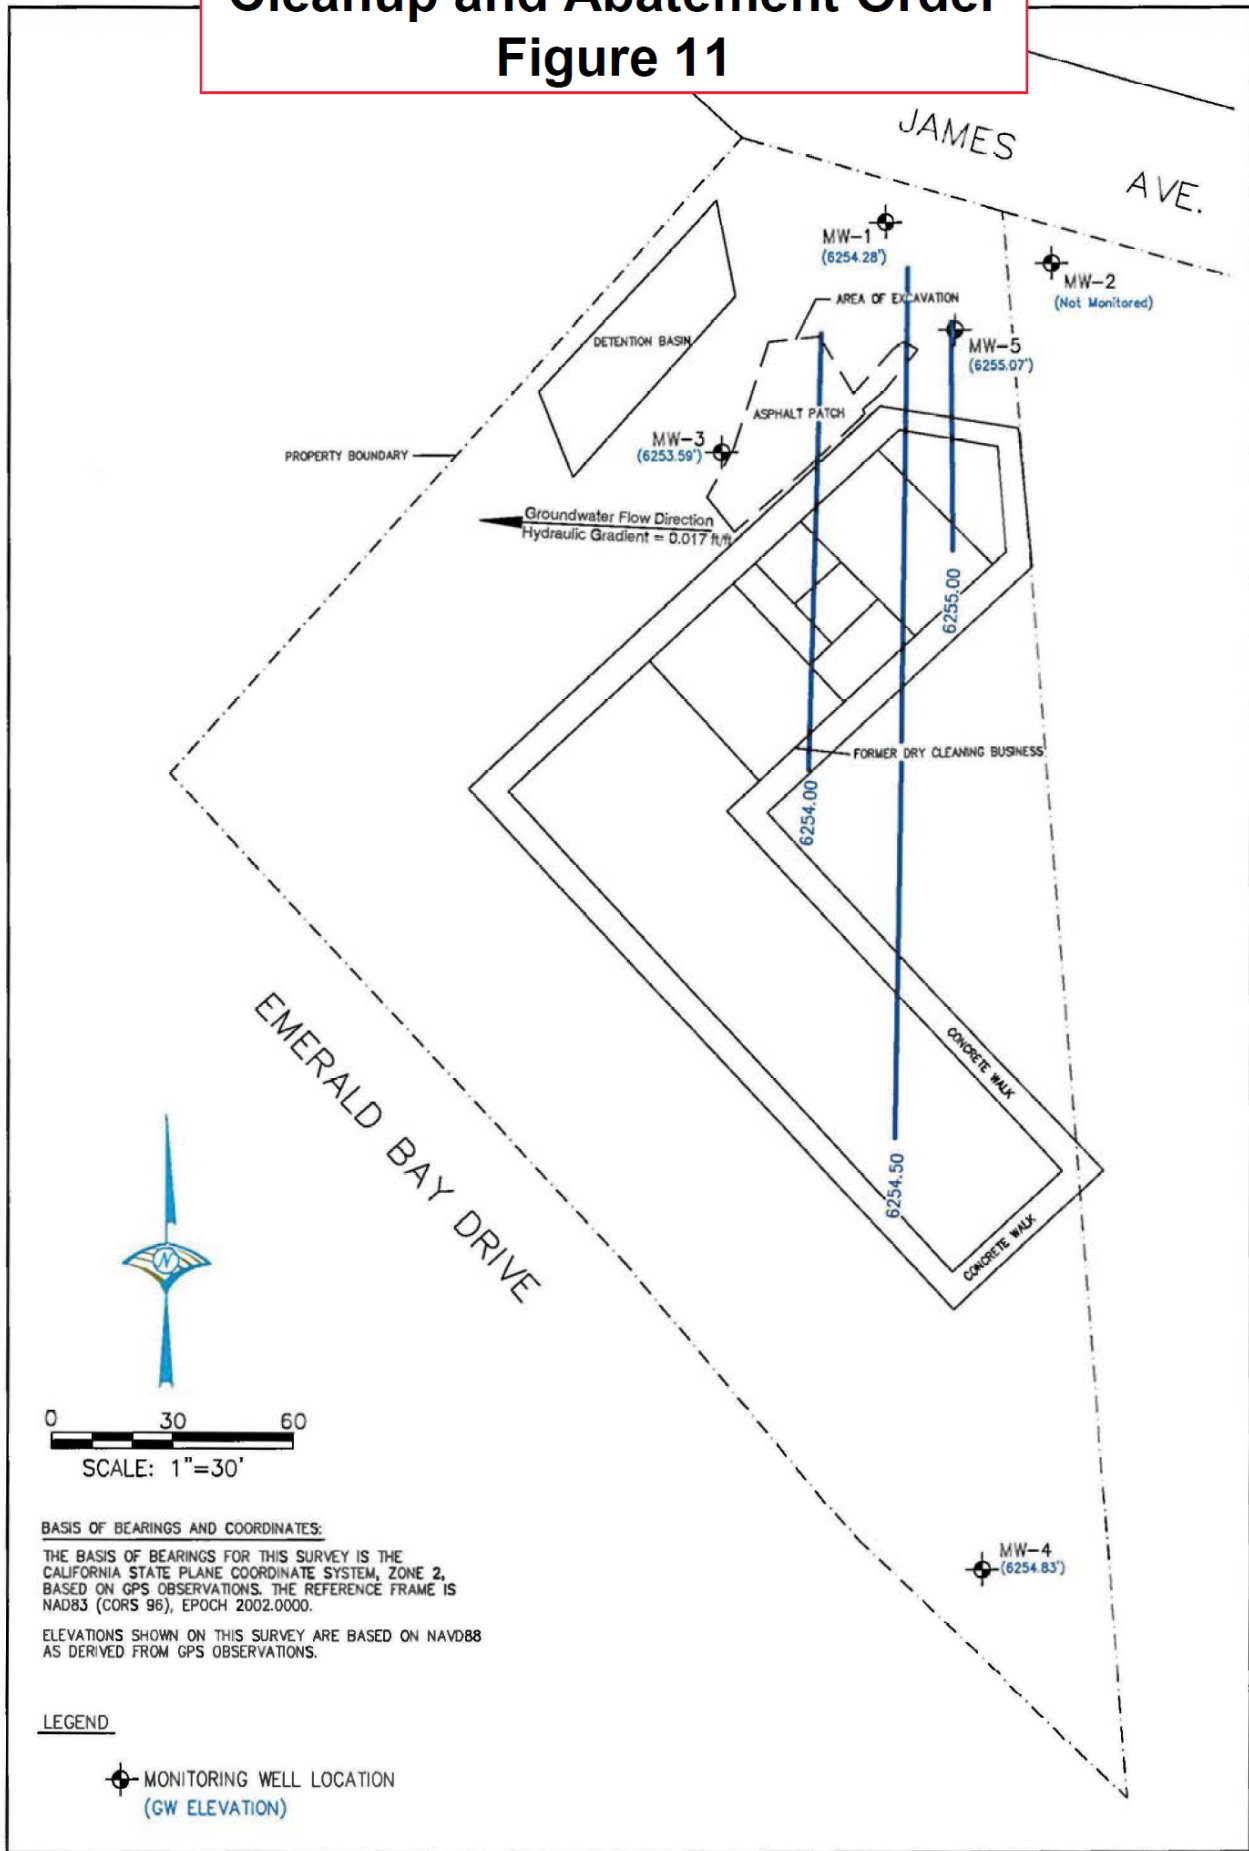 Cleanup and Abatement Order
Figure 11
JAMES AVE.
MW-1
(6254.28')
MW-2
(Not Monitored)
AREA OF EXCAVATION
MW-5
(6255.07')
DETENTION BASIN
ASPHALT PATCH
MW-3
(6253.59')
PROPERTY BOUNDARY
Groundwater Flow Direction
Hydraulic Gradient = 0.017 ft/ft
6255.00
FORMER DRY CLEANING BUSINESS
6254.00
EMERALD BAY DRIVE
CONCRETE WALK
6254.50
CONCRETE WALK
N
0 30 60
SCALE: 1"=30'
BASIS OF BEARINGS AND COORDINATES:
THE BASIS OF BEARINGS FOR THIS SURVEY IS THE
CALIFORNIA STATE PLANE COORDINATE SYSTEM, ZONE 2,
BASED ON GPS OBSERVATIONS. THE REFERENCE FRAME IS
NAD83 (CORS 96), EPOCH 2002.0000.
ELEVATIONS SHOWN ON THIS SURVEY ARE BASED ON NAVD88
AS DERIVED FROM GPS OBSERVATIONS.
MW-4
(6254.83')
LEGEND
MONITORING WELL LOCATION
(GW ELEVATION)